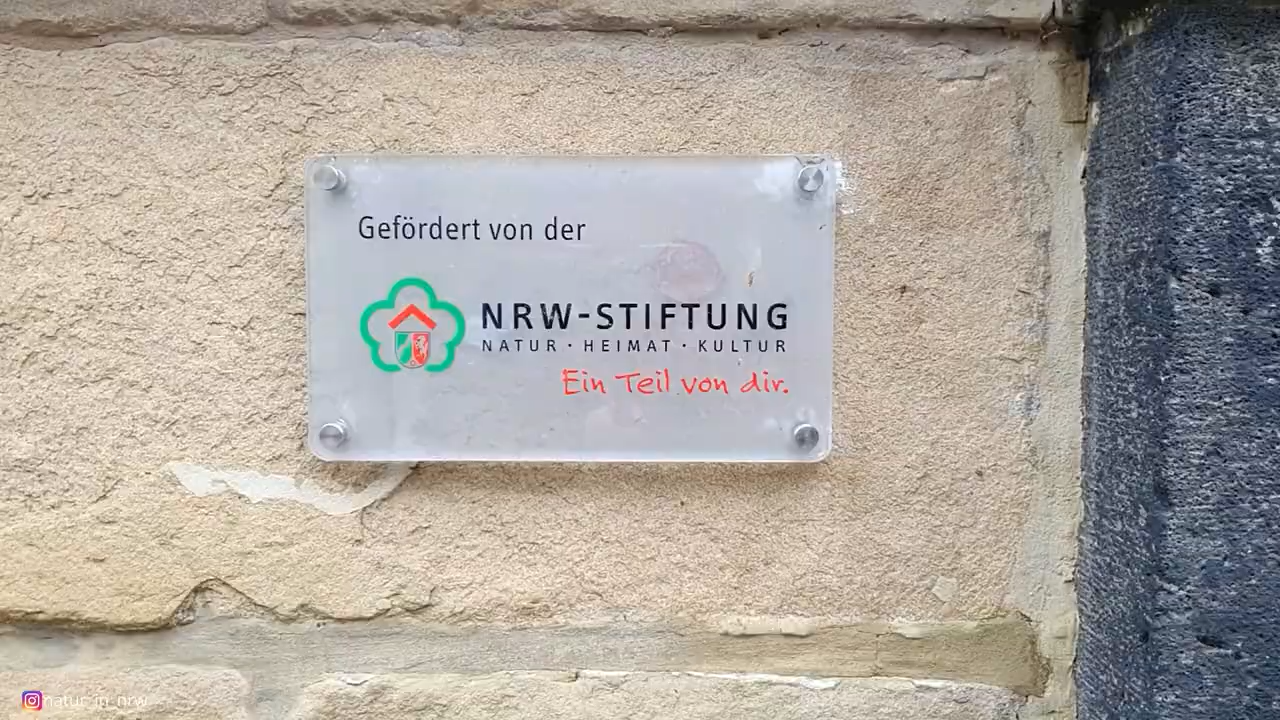 Gefördert von der
NRW-STIFTUNG
NATUR · HEIMAT · KULTUR
Ein Teil von dir.
natur_in_nrw